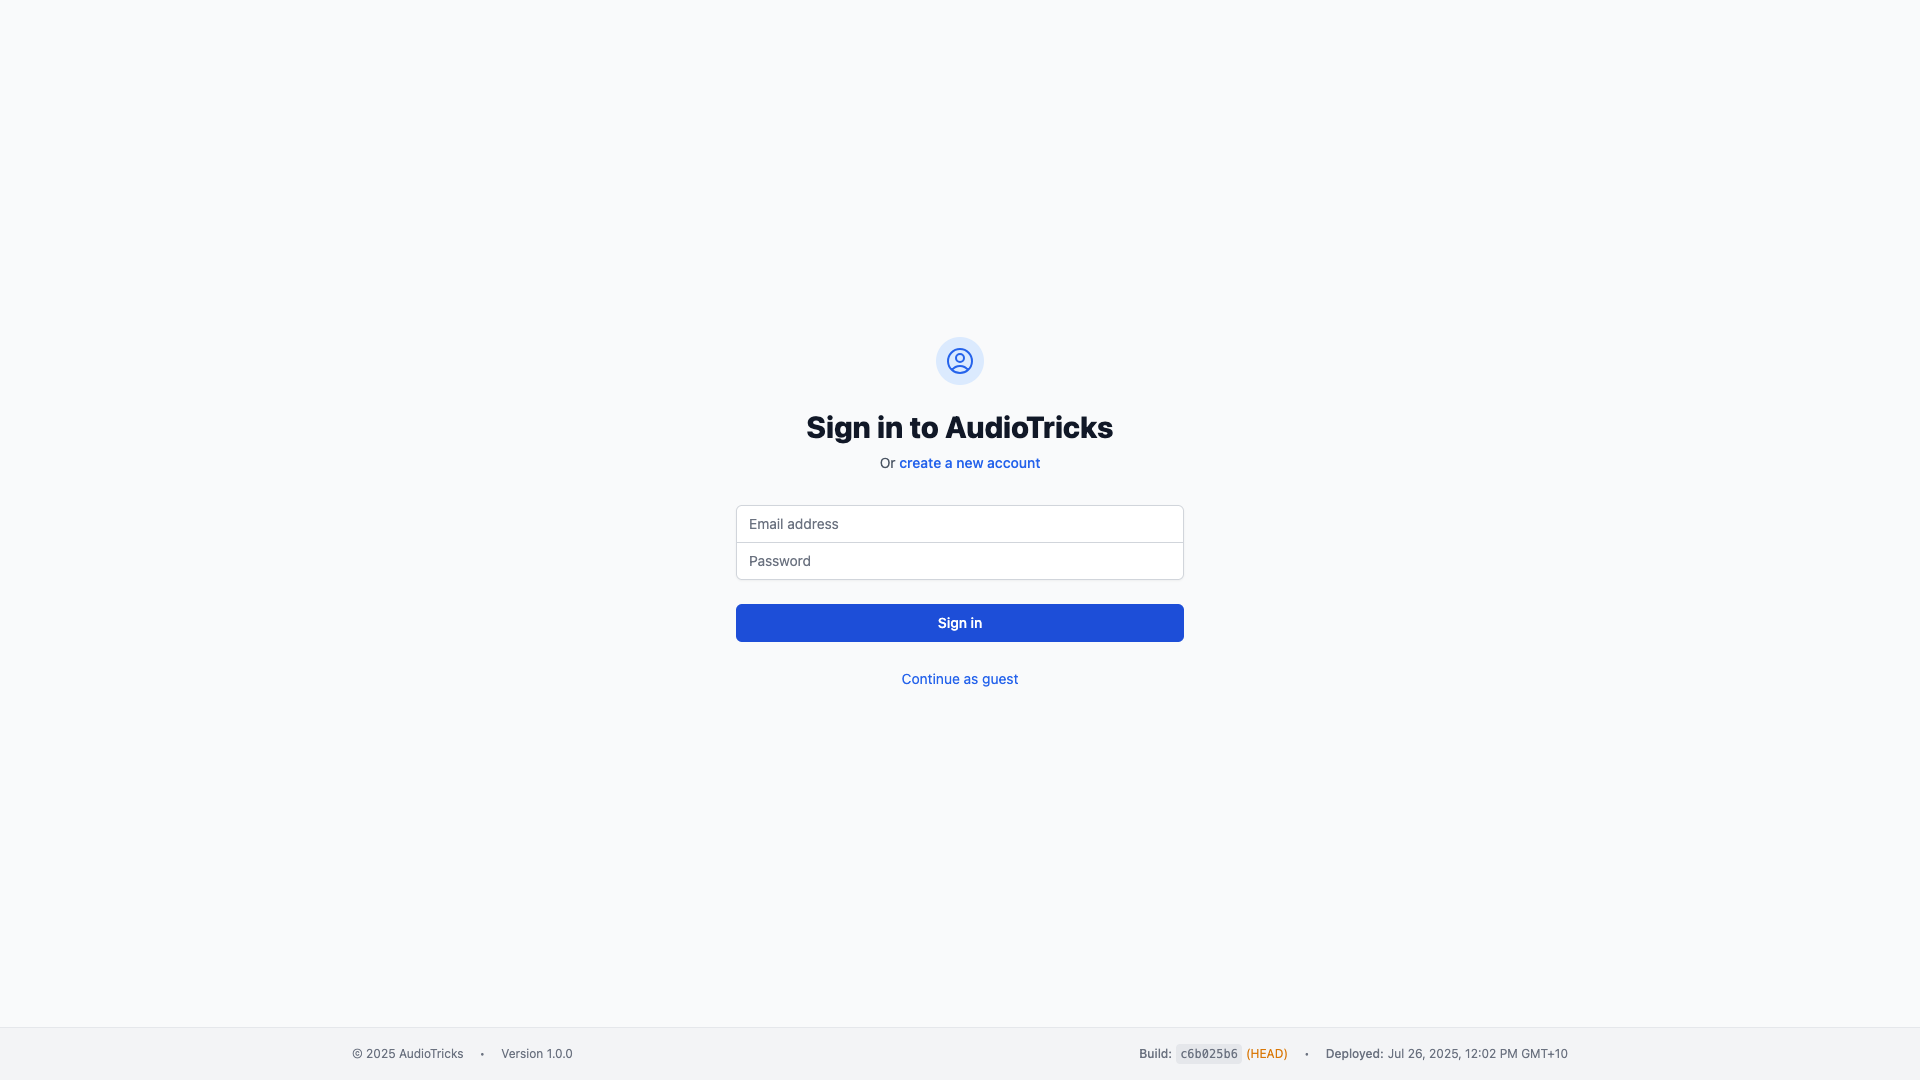 Sign in to AudioTricks
Or create a new account
Email address
Password
Sign in
Continue as guest
© 2025 AudioTricks • Version 1.0.0
Build: c6b025b6 (HEAD) • Deployed: Jul 26, 2025, 12:02 PM GMT+10